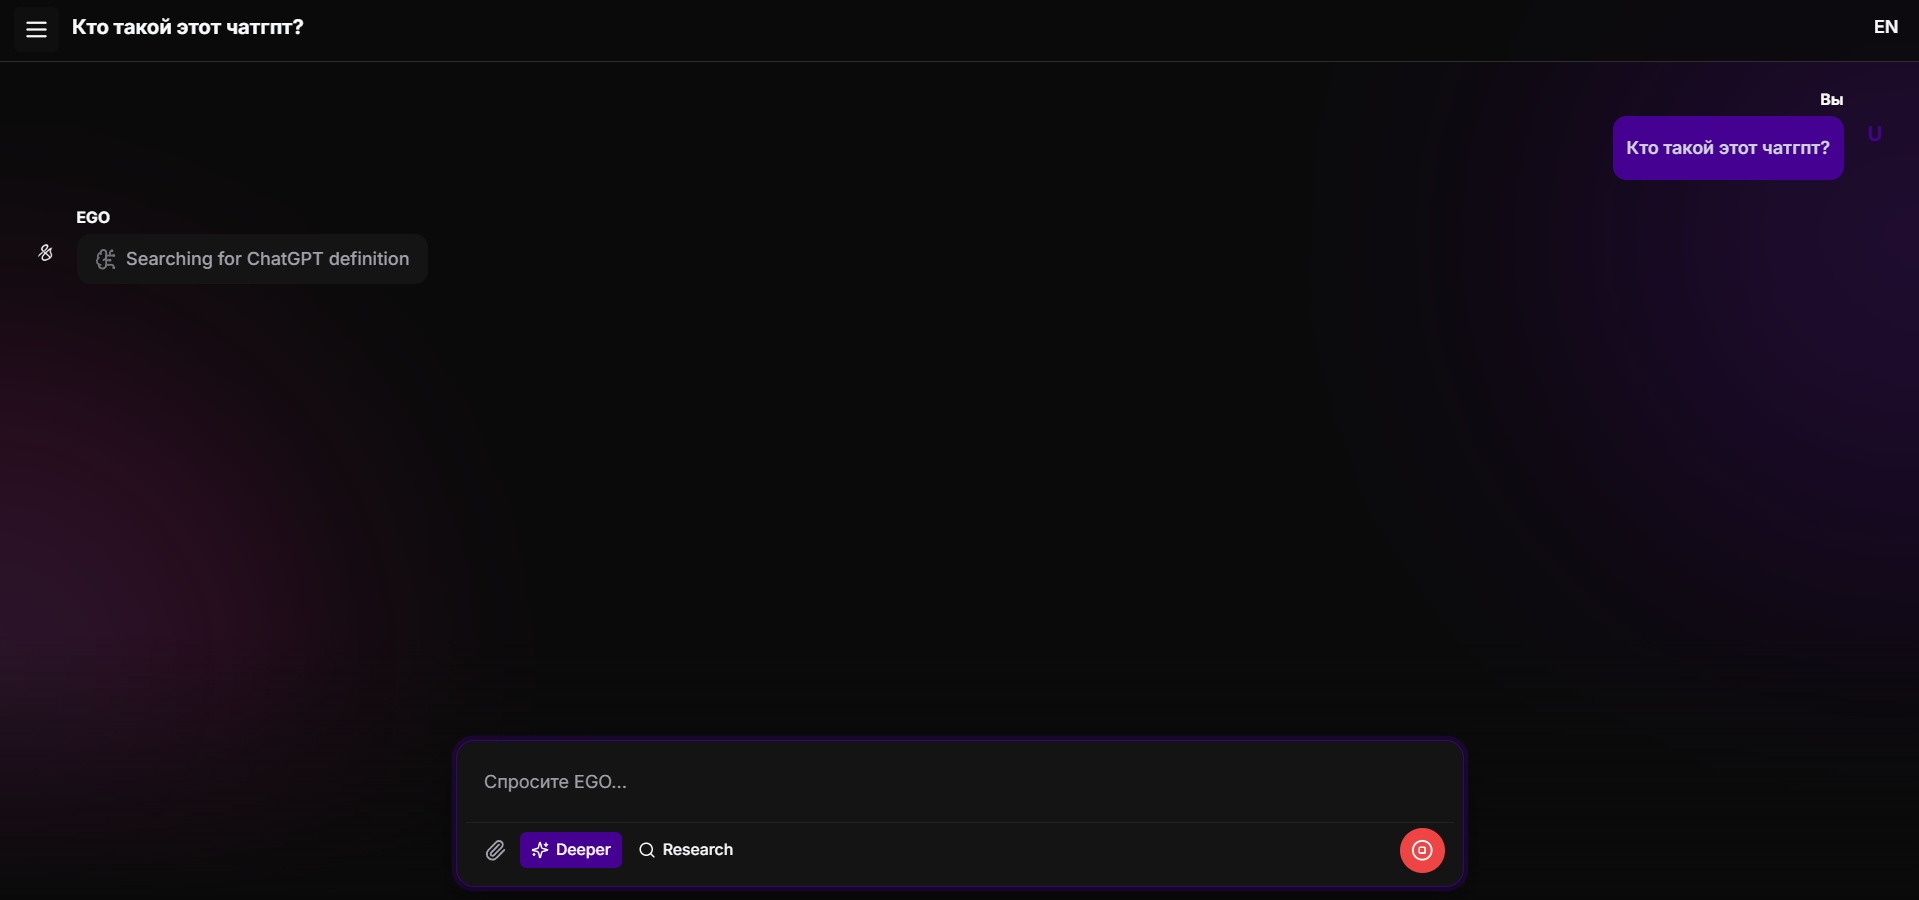 Кто такой этот чатгпт?
EN
Вы
Кто такой этот чатгпт?
U
EGO
Searching for ChatGPT definition
Спросите EGO...
Deeper
Research